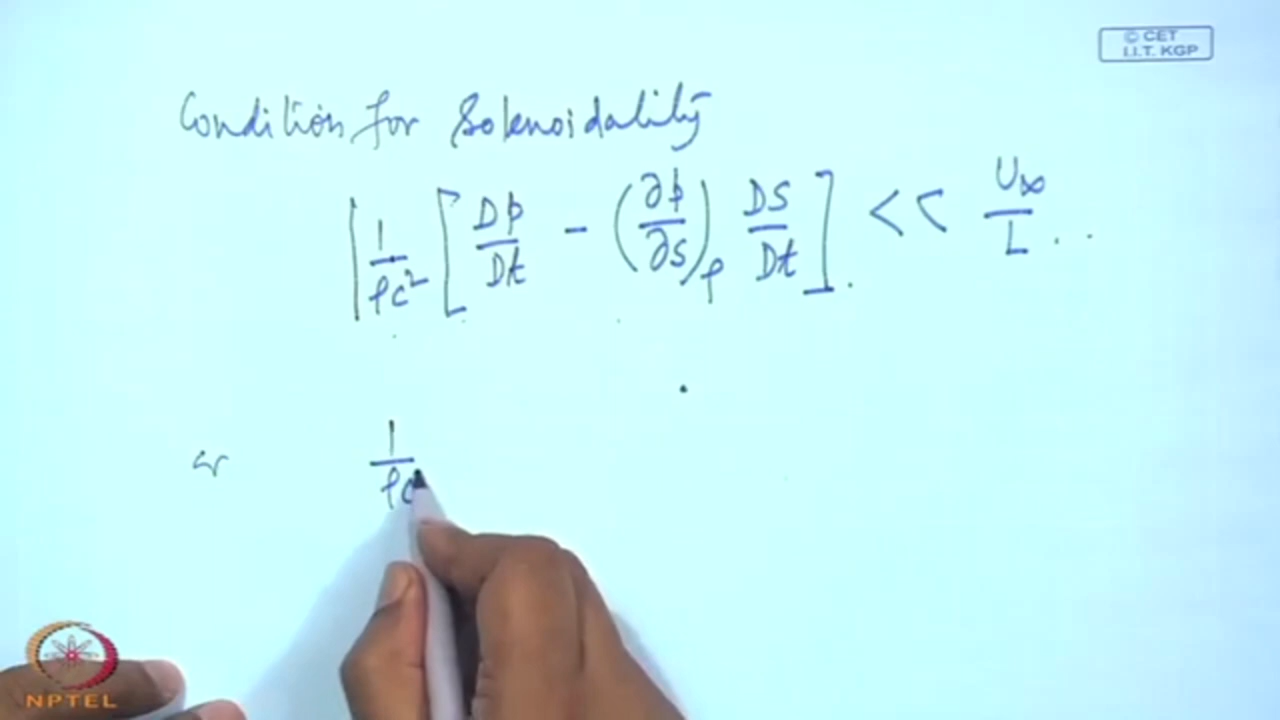 © CET
I.I.T. KGP
Condition for Solenoidality
| 1/ρc² [ Dp/Dt - (∂p/∂s)ρ DS/Dt ] << U∞/L
or 1/ρc
NPTEL